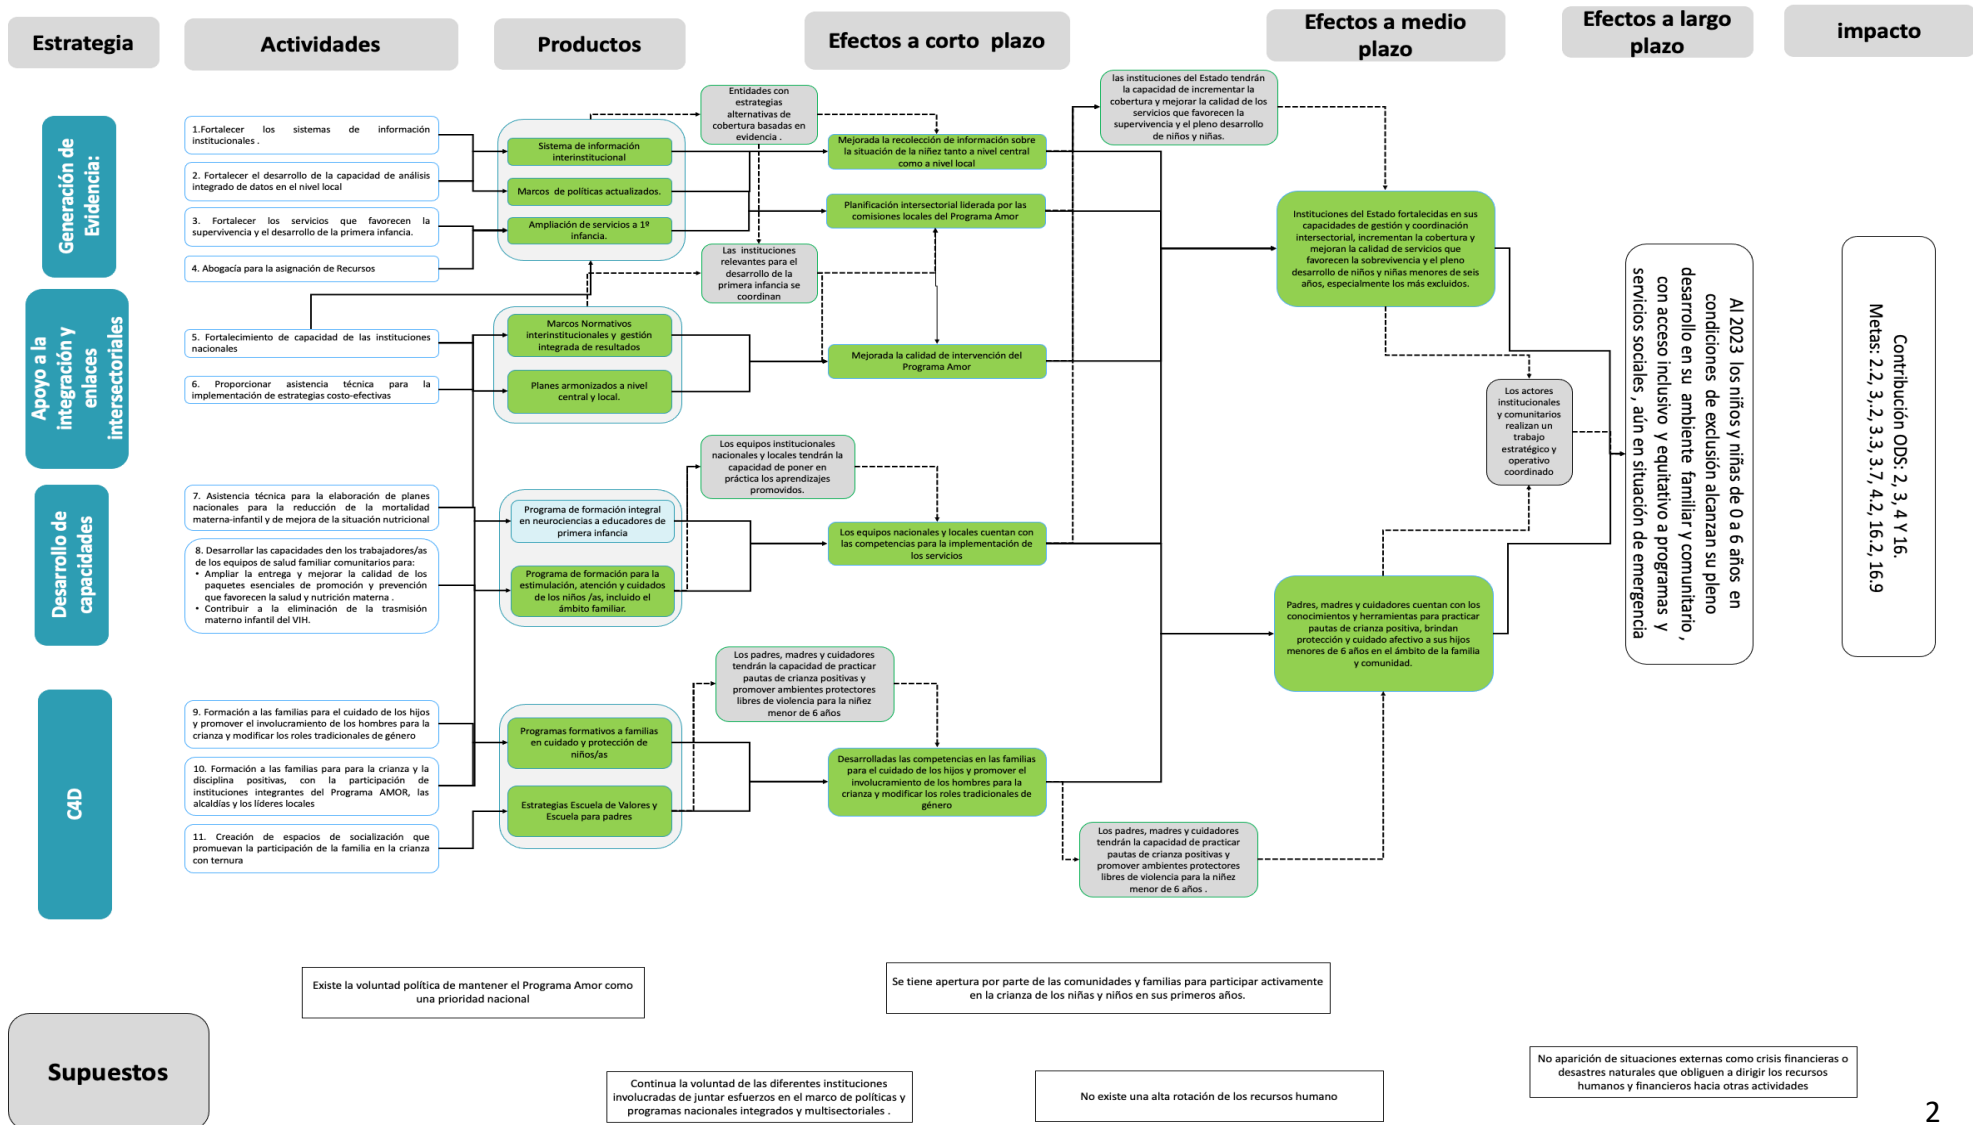 Estrategia
Actividades
Productos
Efectos a corto plazo
Efectos a medio
plazo
Efectos a largo
plazo
impacto
Generación de
Evidencia:
1.Fortalecer los sistemas de información
institucionales .
2. Fortalecer el desarrollo de la capacidad de análisis
integrado de datos en el nivel local
3. Fortalecer los servicios que favorecen la
supervivencia y el desarrollo de la primera infancia.
4. Abogacía para la asignación de Recursos
Sistema de información
interinstitucional
Marcos de políticas actualizados.
Ampliación de servicios a 1º
infancia.
Entidades con
estrategias
alternativas de
cobertura basadas en
evidencia .
Las instituciones
relevantes para el
desarrollo de la
primera infancia se
coordinan
Mejorada la recolección de información sobre
la situación de la niñez tanto a nivel central
como a nivel local
Planificación intersectorial liderada por las
comisiones locales del Programa Amor
las instituciones del Estado tendrán
la capacidad de incrementar la
cobertura y mejorar la calidad de los
servicios que favorecen la
supervivencia y el pleno desarrollo
de niños y niñas.
Instituciones del Estado fortalecidas en sus
capacidades de gestión y coordinación
intersectorial, incrementan la cobertura y
mejoran la calidad de servicios que
favorecen la sobrevivencia y el pleno
desarrollo de niños y niñas menores de seis
años, especialmente los más excluidos.
Apoyo a la
integración y
enlaces
intersectoriales
5. Fortalecimiento de capacidad de las instituciones
nacionales
6. Proporcionar asistencia técnica para la
implementación de estrategias costo-efectivas
Marcos Normativos
interinstitucionales y gestión
integrada de resultados
Planes armonizados a nivel
central y local.
Mejorada la calidad de intervención del
Programa Amor
Los actores
institucionales
y comunitarios
realizan un
trabajo
estratégico y
operativo
coordinado
Al 2023 los niños y niñas de 0 a 6 años en
condiciones de exclusión alcanzan su pleno
desarrollo en su ambiente familiar y comunitario ,
con acceso inclusivo y equitativo a programas y
servicios sociales , aún en situación de emergencia
Contribución ODS: 2, 3, 4 Y 16.
Metas: 2.2, 3,.2, 3.3, 3.7, 4.2, 16.2, 16.9
Desarrollo de
capacidades
7. Asistencia técnica para la elaboración de planes
nacionales para la reducción de la mortalidad
materna-infantil y de mejora de la situación nutricional
8. Desarrollar las capacidades den los trabajadores/as
de los equipos de salud familiar comunitarios para:
• Ampliar la entrega y mejorar la calidad de los
paquetes esenciales de promoción y prevención
que favorecen la salud y nutrición materna .
• Contribuir a la eliminación de la trasmisión
materno infantil del VIH.
Programa de formación integral
en neurociencias a educadores de
primera infancia
Programa de formación para la
estimulación, atención y cuidados
de los niños /as, incluido el
ámbito familiar.
Los equipos institucionales
nacionales y locales tendrán la
capacidad de poner en
práctica los aprendizajes
promovidos.
Los equipos nacionales y locales cuentan con
las competencias para la implementación de
los servicios
Padres, madres y cuidadores cuentan con los
conocimientos y herramientas para practicar
pautas de crianza positiva, brindan
protección y cuidado afectivo a sus hijos
menores de 6 años en el ámbito de la familia
y comunidad.
C4D
9. Formación a las familias para el cuidado de los hijos
y promover el involucramiento de los hombres para la
crianza y modificar los roles tradicionales de género
10. Formación a las familias para para la crianza y la
disciplina positivas, con la participación de
instituciones integrantes del Programa AMOR, las
alcaldías y los líderes locales
11. Creación de espacios de socialización que
promuevan la participación de la familia en la crianza
con ternura
Programas formativos a familias
en cuidado y protección de
niños/as
Estrategias Escuela de Valores y
Escuela para padres
Los padres, madres y cuidadores
tendrán la capacidad de practicar
pautas de crianza positivas y
promover ambientes protectores
libres de violencia para la niñez
menor de 6 años
Desarrolladas las competencias en las familias
para el cuidado de los hijos y promover el
involucramiento de los hombres para la
crianza y modificar los roles tradicionales de
género
Los padres, madres y cuidadores
tendrán la capacidad de practicar
pautas de crianza positivas y
promover ambientes protectores
libres de violencia para la niñez
menor de 6 años .
Supuestos
Existe la voluntad política de mantener el Programa Amor como
una prioridad nacional
Se tiene apertura por parte de las comunidades y familias para participar activamente
en la crianza de los niñas y niños en sus primeros años.
Continua la voluntad de las diferentes instituciones
involucradas de juntar esfuerzos en el marco de políticas y
programas nacionales integrados y multisectoriales .
No existe una alta rotación de los recursos humano
No aparición de situaciones externas como crisis financieras o
desastres naturales que obliguen a dirigir los recursos
humanos y financieros hacia otras actividades
2